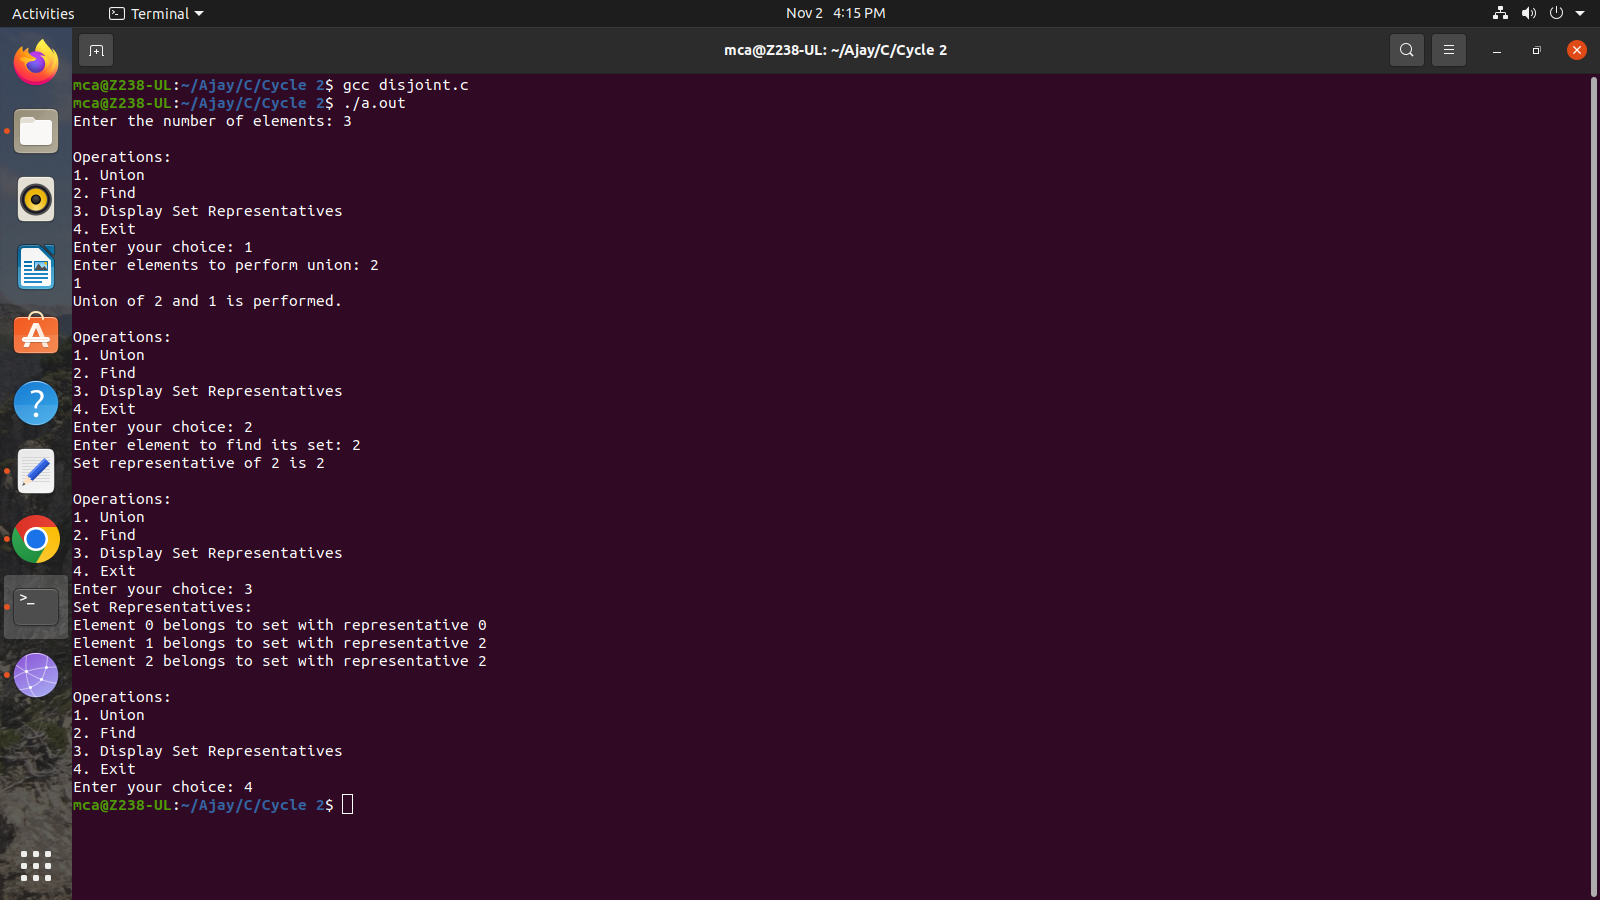 Activities Terminal Nov 2 4:15 PM
mca@Z238-UL: ~/Ajay/C/Cycle 2
mca@Z238-UL:~/Ajay/C/Cycle 2$ gcc disjoint.c
mca@Z238-UL:~/Ajay/C/Cycle 2$ ./a.out
Enter the number of elements: 3
Operations:
1. Union
2. Find
3. Display Set Representatives
4. Exit
Enter your choice: 1
Enter elements to perform union: 2
1
Union of 2 and 1 is performed.
Operations:
1. Union
2. Find
3. Display Set Representatives
4. Exit
Enter your choice: 2
Enter element to find its set: 2
Set representative of 2 is 2
Operations:
1. Union
2. Find
3. Display Set Representatives
4. Exit
Enter your choice: 3
Set Representatives:
Element 0 belongs to set with representative 0
Element 1 belongs to set with representative 2
Element 2 belongs to set with representative 2
Operations:
1. Union
2. Find
3. Display Set Representatives
4. Exit
Enter your choice: 4
mca@Z238-UL:~/Ajay/C/Cycle 2$